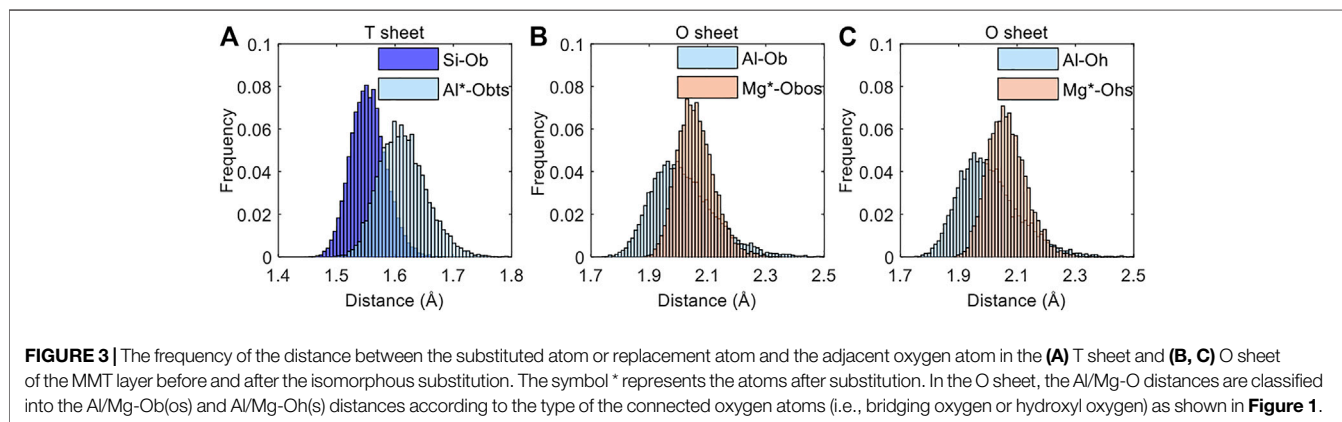 A
T sheet
0.1
0.08
0.06
0.04
0.02
0
Frequency
Si-Ob
Al*-Obts
1.4
1.5
1.6
1.7
1.8
Distance (Å)
B
O sheet
0.1
0.08
0.06
0.04
0.02
0
Frequency
Al-Ob
Mg*-Obos
1.7
1.9
2.1
2.3
2.5
Distance (Å)
C
O sheet
0.1
0.08
0.06
0.04
0.02
0
Frequency
Al-Oh
Mg*-Ohs
1.7
1.9
2.1
2.3
2.5
Distance (Å)
FIGURE 3 | The frequency of the distance between the substituted atom or replacement atom and the adjacent oxygen atom in the (A) T sheet and (B, C) O sheet
of the MMT layer before and after the isomorphous substitution. The symbol * represents the atoms after substitution. In the O sheet, the Al/Mg-O distances are classified
into the Al/Mg-Ob(os) and Al/Mg-Oh(s) distances according to the type of the connected oxygen atoms (i.e., bridging oxygen or hydroxyl oxygen) as shown in Figure 1.